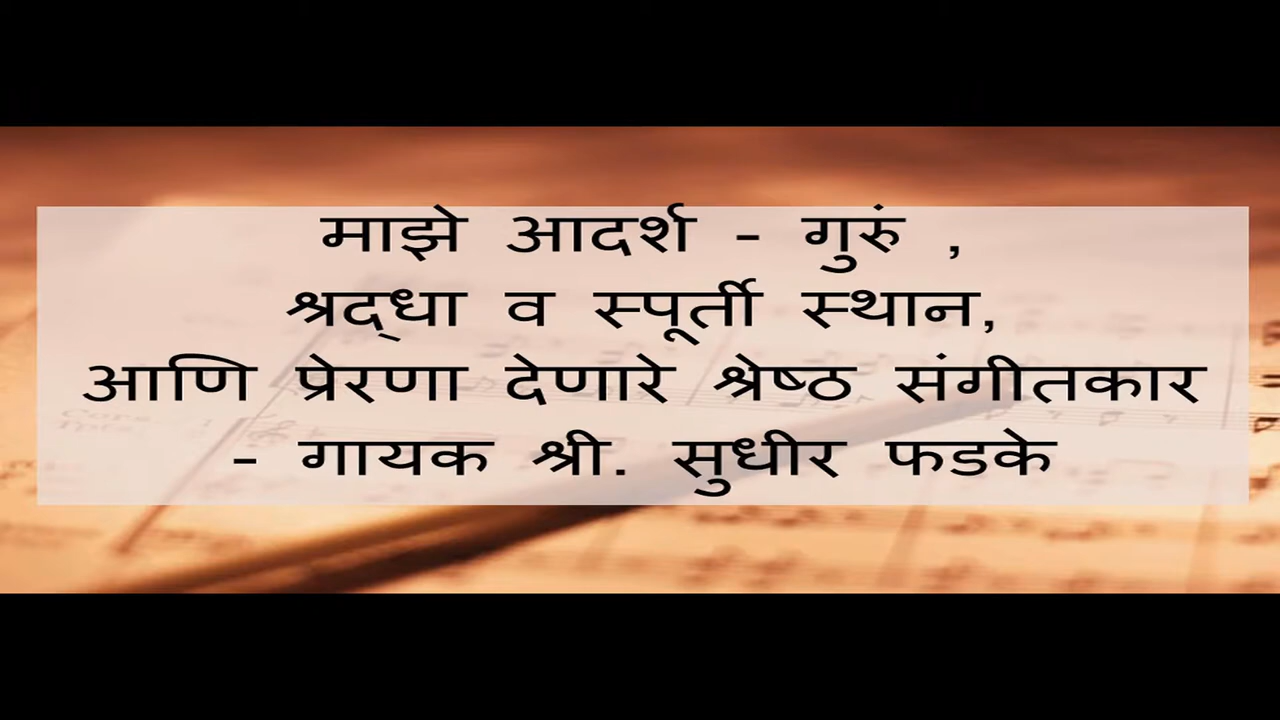 माझे आदर्श - गुरुं ,
श्रद्‌धा व स्पूर्ती स्थान,
आणि प्रेरणा देणारे श्रेष्ठ संगीतकार
- गायक श्री. सुधीर फडके